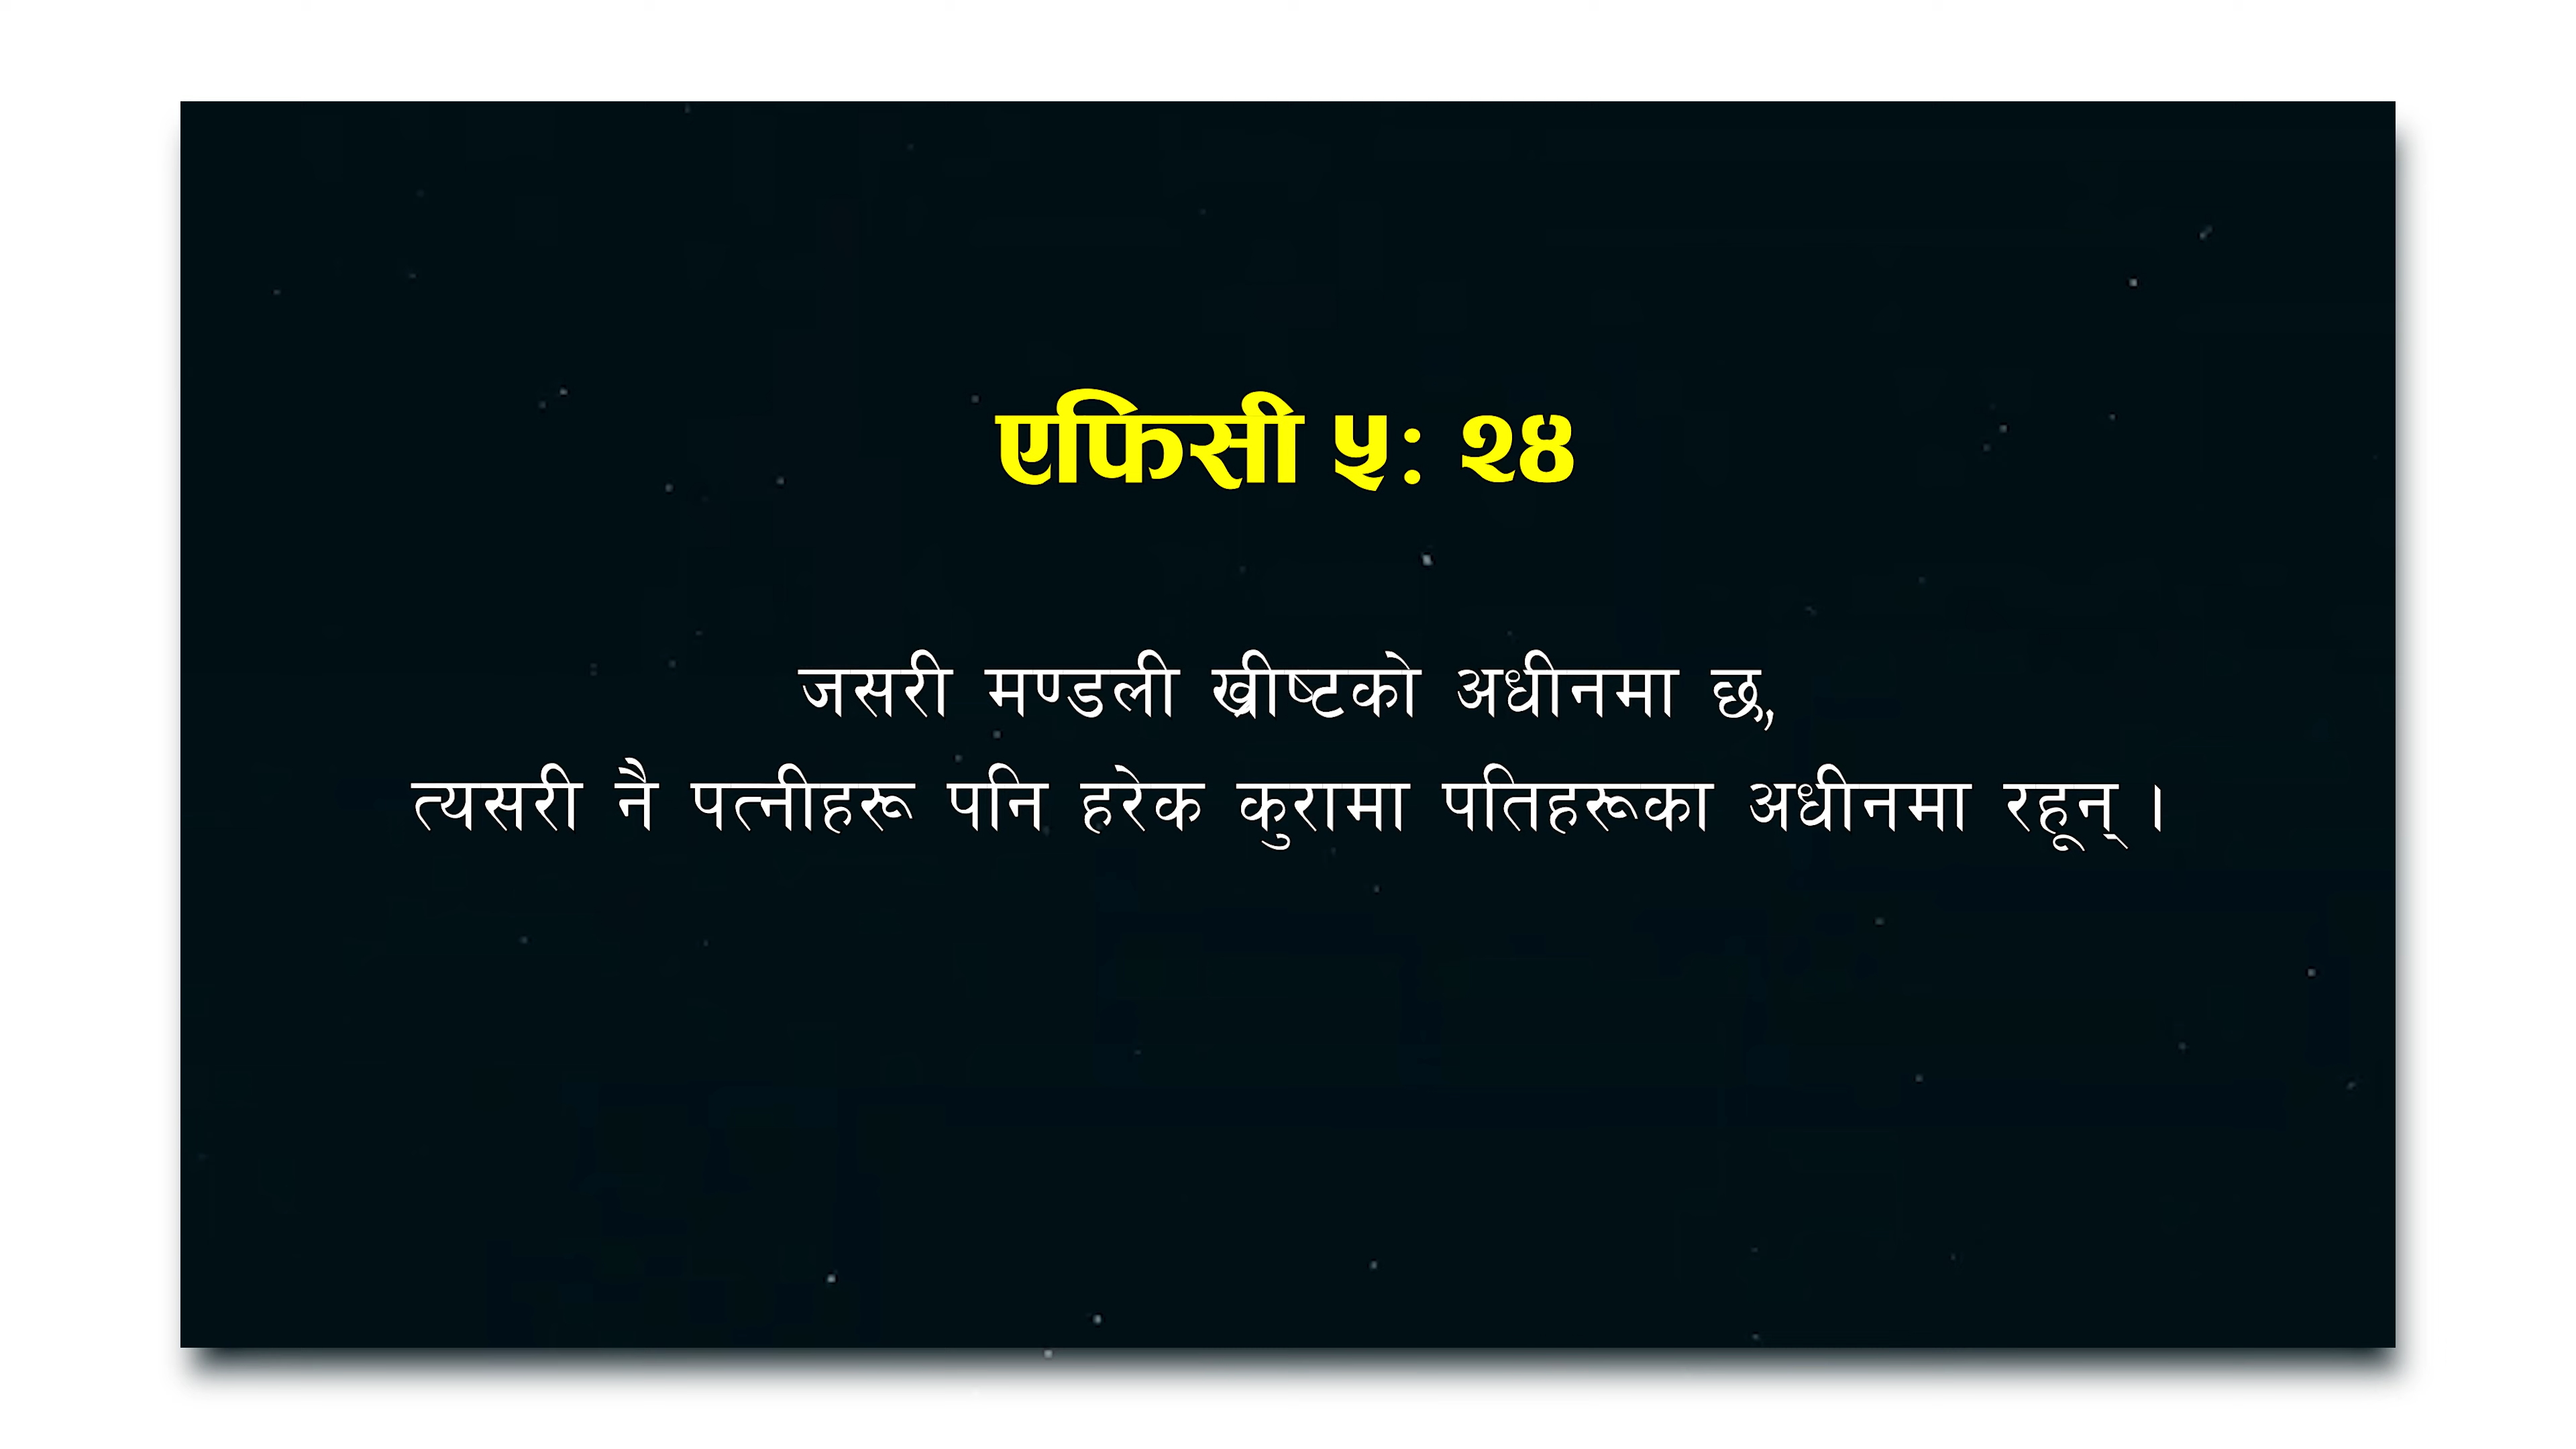 एफिसी ५: २४
जसरी मण्डली ख्रीष्टको अधीनमा छ,
त्यसरी नै पत्नीहरू पनि हरेक कुरामा पतिहरूका अधीनमा रहून् ।